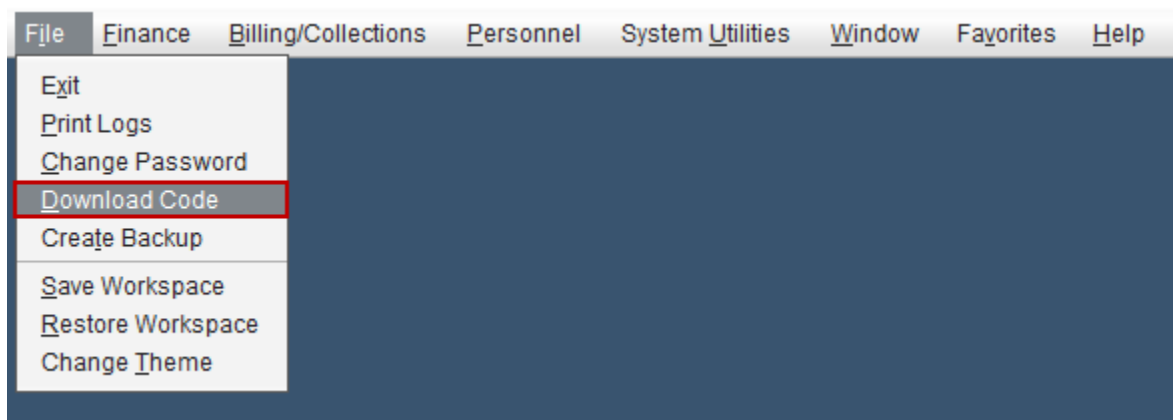 File Finance Billing/Collections Personnel System Utilities Window Favorites Help
Exit
Print Logs
Change Password
Download Code
Create Backup
Save Workspace
Restore Workspace
Change Theme